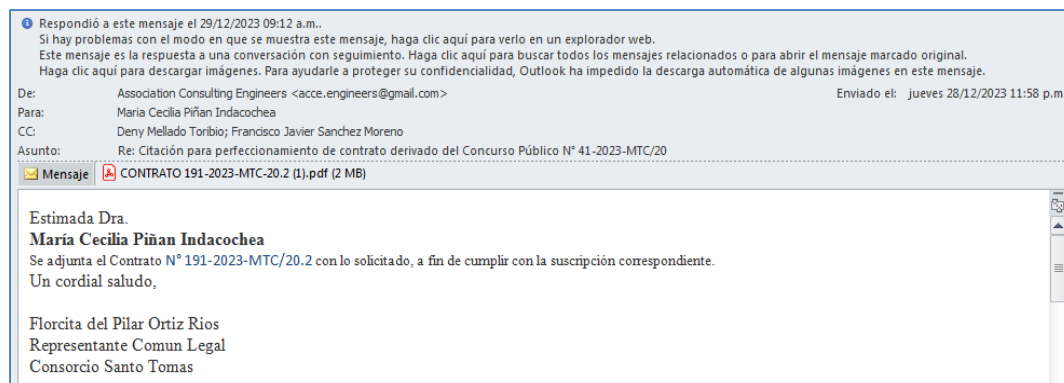 Respondió a este mensaje el 29/12/2023 09:12 a.m..
Si hay problemas con el modo en que se muestra este mensaje, haga clic aquí para verlo en un explorador web.
Este mensaje es la respuesta a una conversación con seguimiento. Haga clic aquí para buscar todos los mensajes relacionados o para abrir el mensaje marcado original.
Haga clic aquí para descargar imágenes. Para ayudarle a proteger su confidencialidad, Outlook ha impedido la descarga automática de algunas imágenes en este mensaje.
De: Association Consulting Engineers <acce.engineers@gmail.com> Enviado el: jueves 28/12/2023 11:58 p.m
Para: Maria Cecilia Piñan Indacochea
CC: Deny Mellado Toribio; Francisco Javier Sanchez Moreno
Asunto: Re: Citación para perfeccionamiento de contrato derivado del Concurso Público N° 41-2023-MTC/20
Mensaje CONTRATO 191-2023-MTC-20.2 (1).pdf (2 MB)
Estimada Dra.
María Cecilia Piñan Indacochea
Se adjunta el Contrato N° 191-2023-MTC/20.2 con lo solicitado, a fin de cumplir con la suscripción correspondiente.
Un cordial saludo,
Florcita del Pilar Ortiz Rios
Representante Comun Legal
Consorcio Santo Tomas